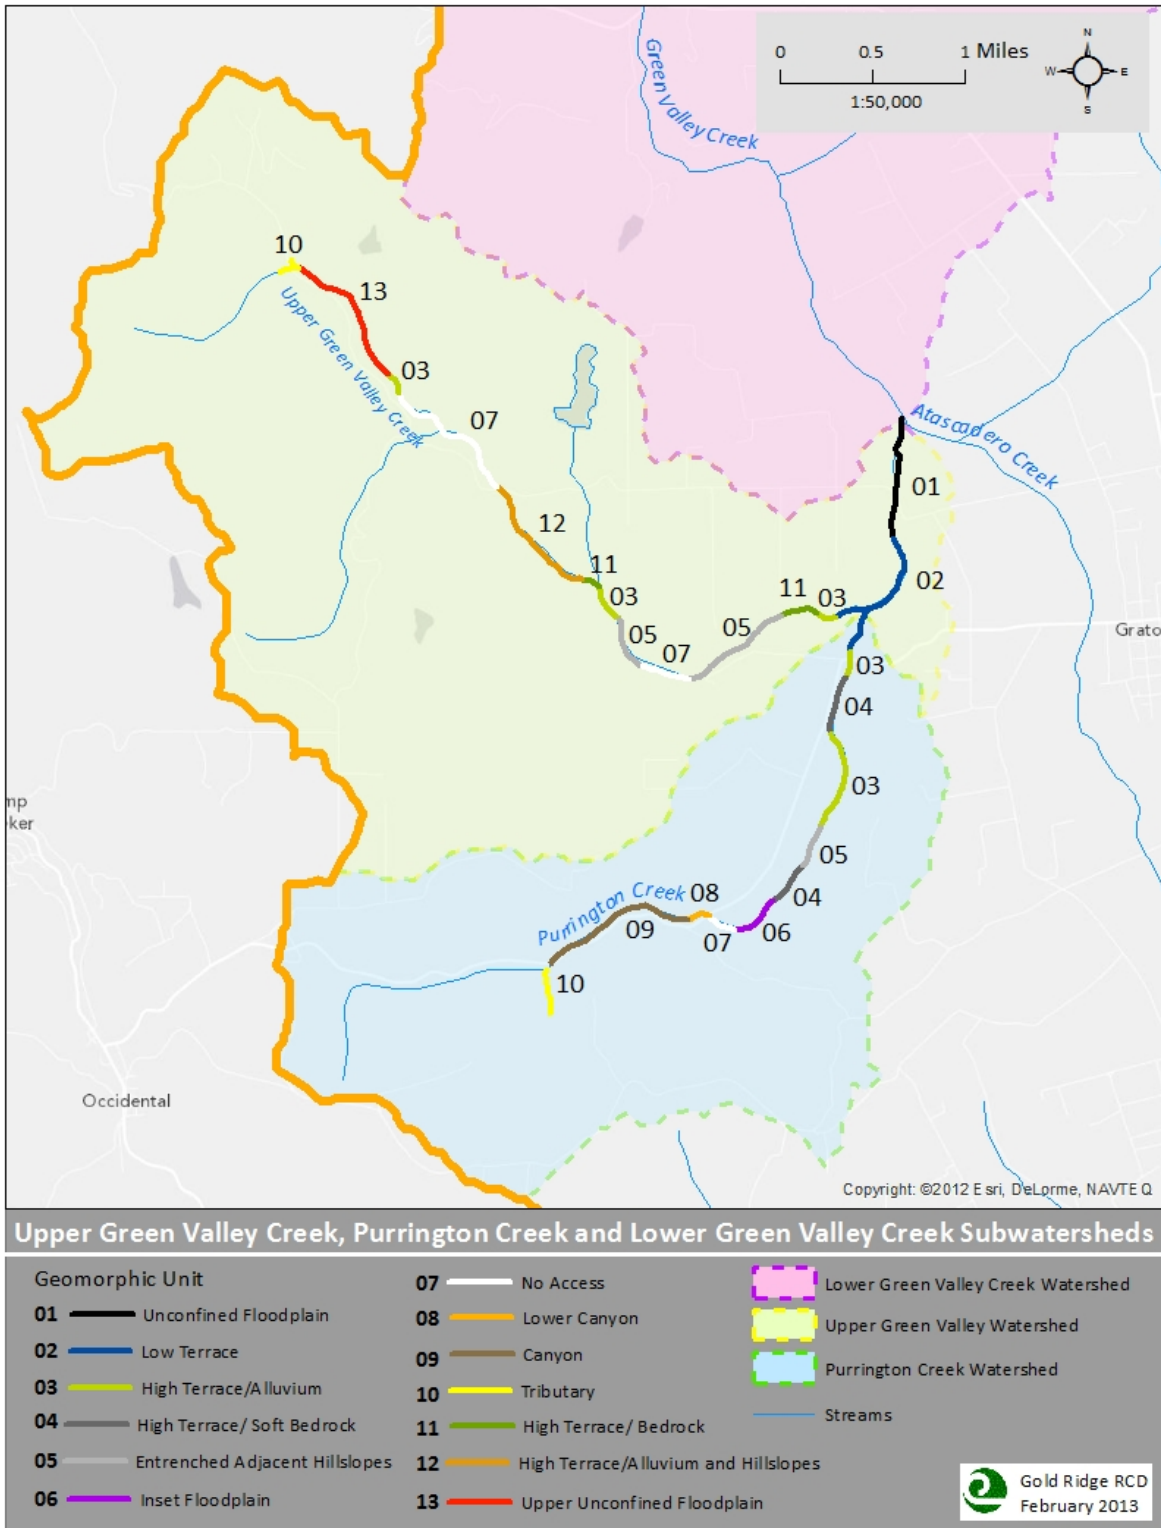 0 0.5 1 Miles
1:50,000
N
W E
S
Green Valley Creek
10
13
Upper Green Valley Creek
03
07
Atascadero Creek
01
12
11
02
03
11
03
05
05
07
Grato
03
04
03
mp
ker
05
Purrington Creek
08
04
09
07
06
10
Occidental
Copyright: ©2012 Esri, DeLorme, NAVTEQ
Upper Green Valley Creek, Purrington Creek and Lower Green Valley Creek Subwatersheds
Geomorphic Unit
01 Unconfined Floodplain
02 Low Terrace
03 High Terrace/Alluvium
04 High Terrace/ Soft Bedrock
05 Entrenched Adjacent Hillslopes
06 Inset Floodplain
07 No Access
08 Lower Canyon
09 Canyon
10 Tributary
11 High Terrace/ Bedrock
12 High Terrace/Alluvium and Hillslopes
13 Upper Unconfined Floodplain
Lower Green Valley Creek Watershed
Upper Green Valley Watershed
Purrington Creek Watershed
Streams
Gold Ridge RCD
February 2013